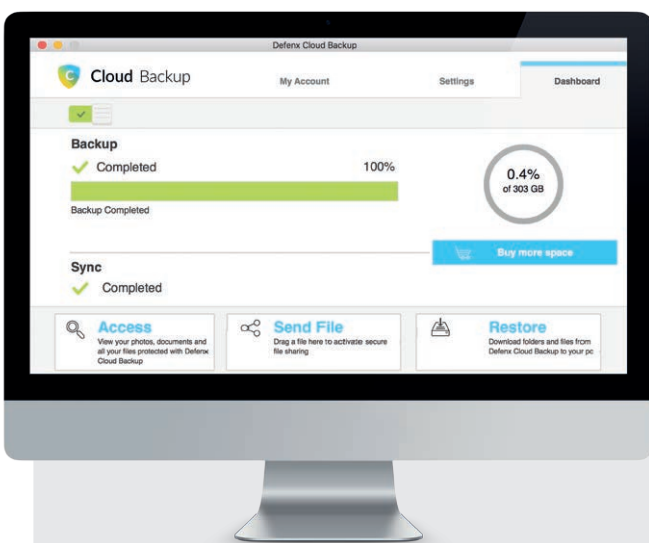 Defenx Cloud Backup
C Cloud Backup
My Account
Settings
Dashboard
Backup
Completed
100%
Backup Completed
0.4%
of 303 GB
Buy more space
Sync
Completed
Access
View your photos, documents and
all your files protected with Defenx
Cloud Backup
Send File
Drag a file here to activate secure
file sharing
Restore
Download folders and files from
Defenx Cloud Backup to your pc